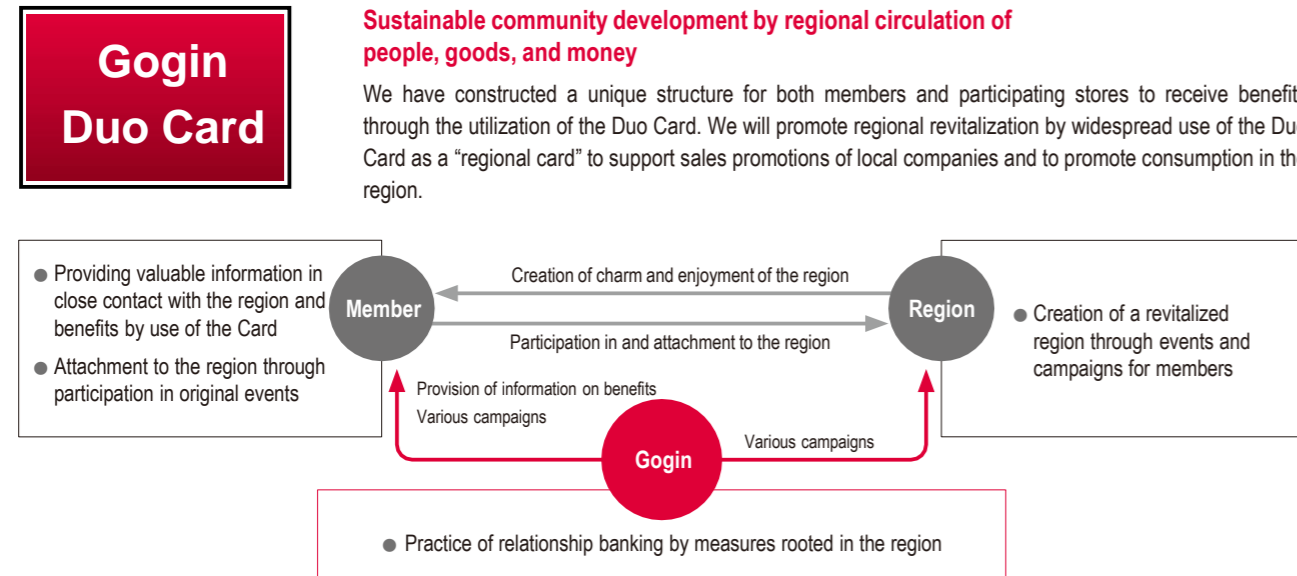 Gogin
Duo Card
Sustainable community development by regional circulation of
people, goods, and money
We have constructed a unique structure for both members and participating stores to receive benefit
through the utilization of the Duo Card. We will promote regional revitalization by widespread use of the Du
Card as a “regional card” to support sales promotions of local companies and to promote consumption in th
region.
● Providing valuable information in
close contact with the region and
benefits by use of the Card
● Attachment to the region through
participation in original events
Member
Creation of charm and enjoyment of the region
Participation in and attachment to the region
Region
● Creation of a revitalized
region through events and
campaigns for members
Provision of information on benefits
Various campaigns
Gogin
Various campaigns
● Practice of relationship banking by measures rooted in the region